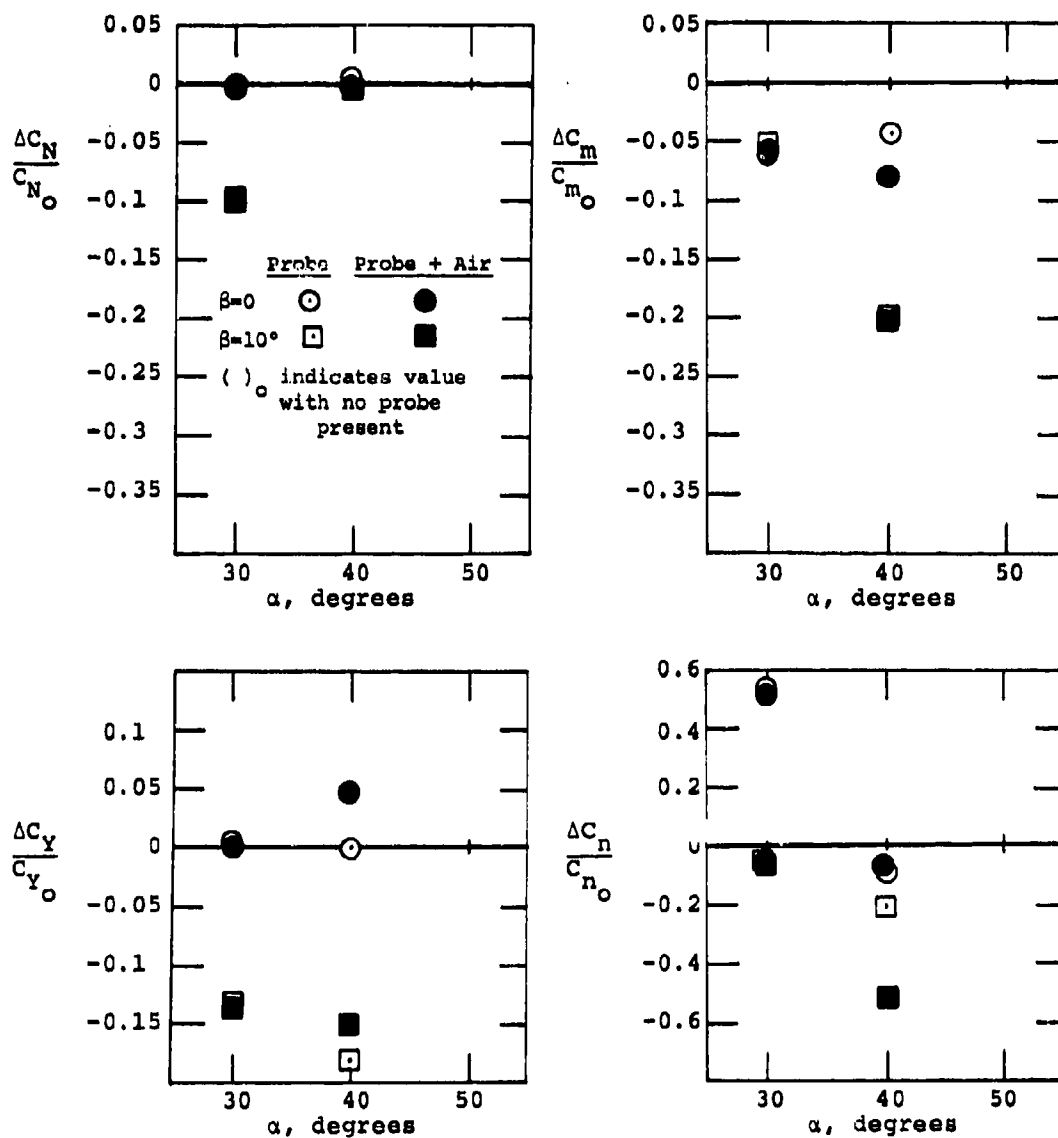 0.05
0
-0.05
-0.1
-0.15
-0.2
-0.25
-0.3
-0.35
ΔC_N
C_N_o
Probe Probe + Air
β=0
β=10°
( )_o indicates value
with no probe
present
30 40 50
α, degrees
0.05
0
-0.05
-0.1
-0.15
-0.2
-0.25
-0.3
-0.35
ΔC_m
C_m_o
30 40 50
α, degrees
0.1
0.05
0
-0.05
-0.1
-0.15
ΔC_Y
C_Y_o
30 40 50
α, degrees
0.6
0.4
0.2
0
-0.2
-0.4
-0.6
ΔC_n
C_n_o
30 40 50
α, degrees